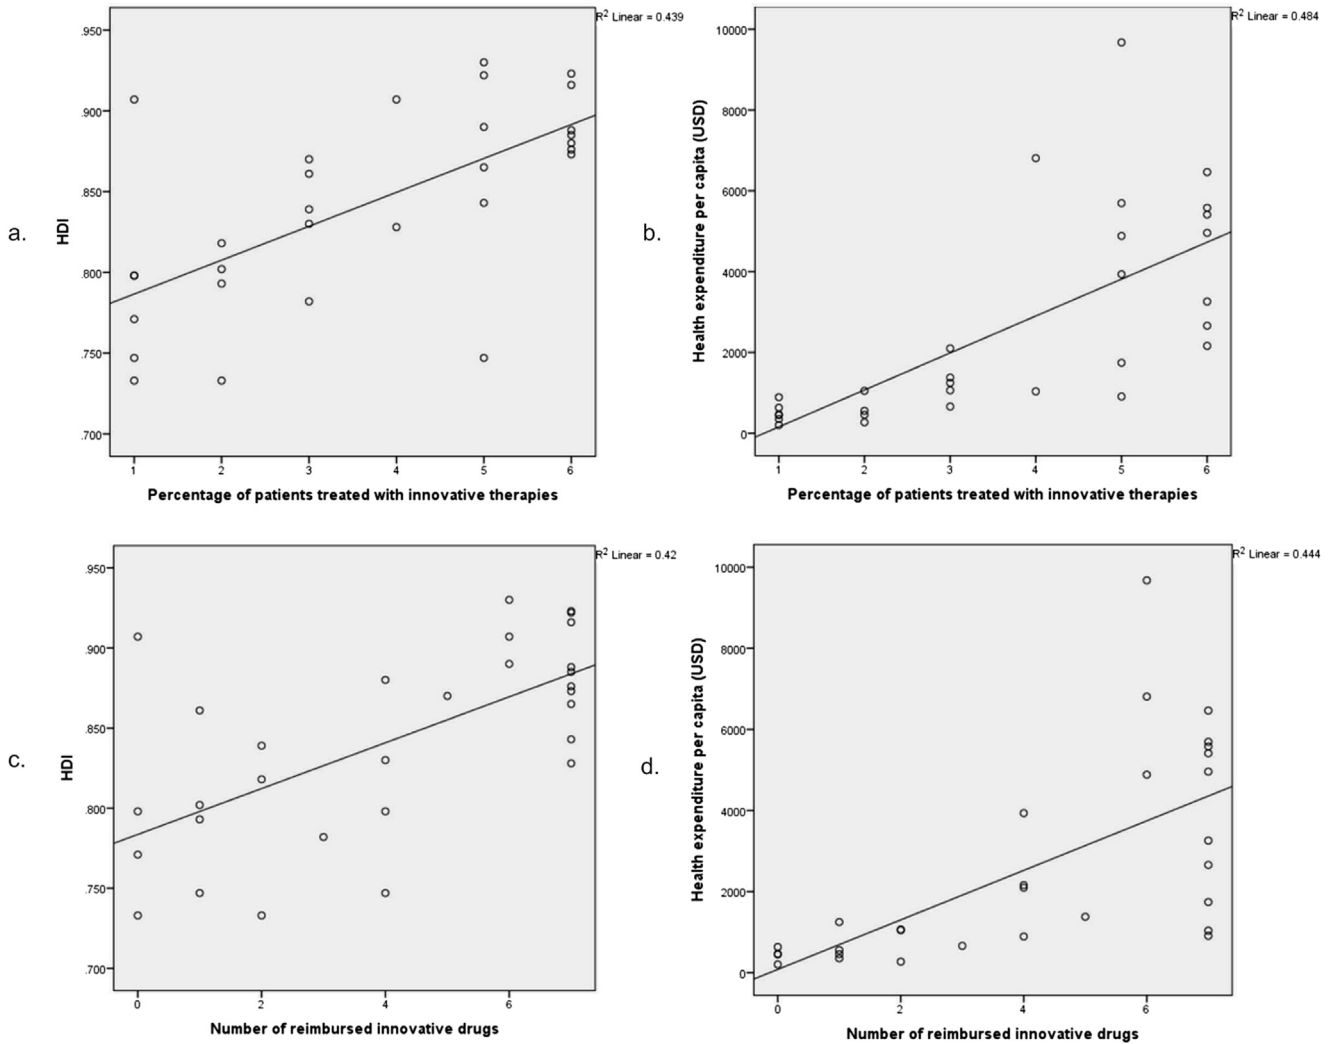 R² Linear = 0.439
.950
.900
.850
.800
.750
.700
HDI
a.
1 2 3 4 5 6
Percentage of patients treated with innovative therapies
R² Linear = 0.484
10000
8000
6000
4000
2000
0
Health expenditure per capita (USD)
b.
1 2 3 4 5 6
Percentage of patients treated with innovative therapies
R² Linear = 0.42
.950
.900
.850
.800
.750
.700
HDI
c.
0 2 4 6
Number of reimbursed innovative drugs
R² Linear = 0.444
10000
8000
6000
4000
2000
0
Health expenditure per capita (USD)
d.
0 2 4 6
Number of reimbursed innovative drugs